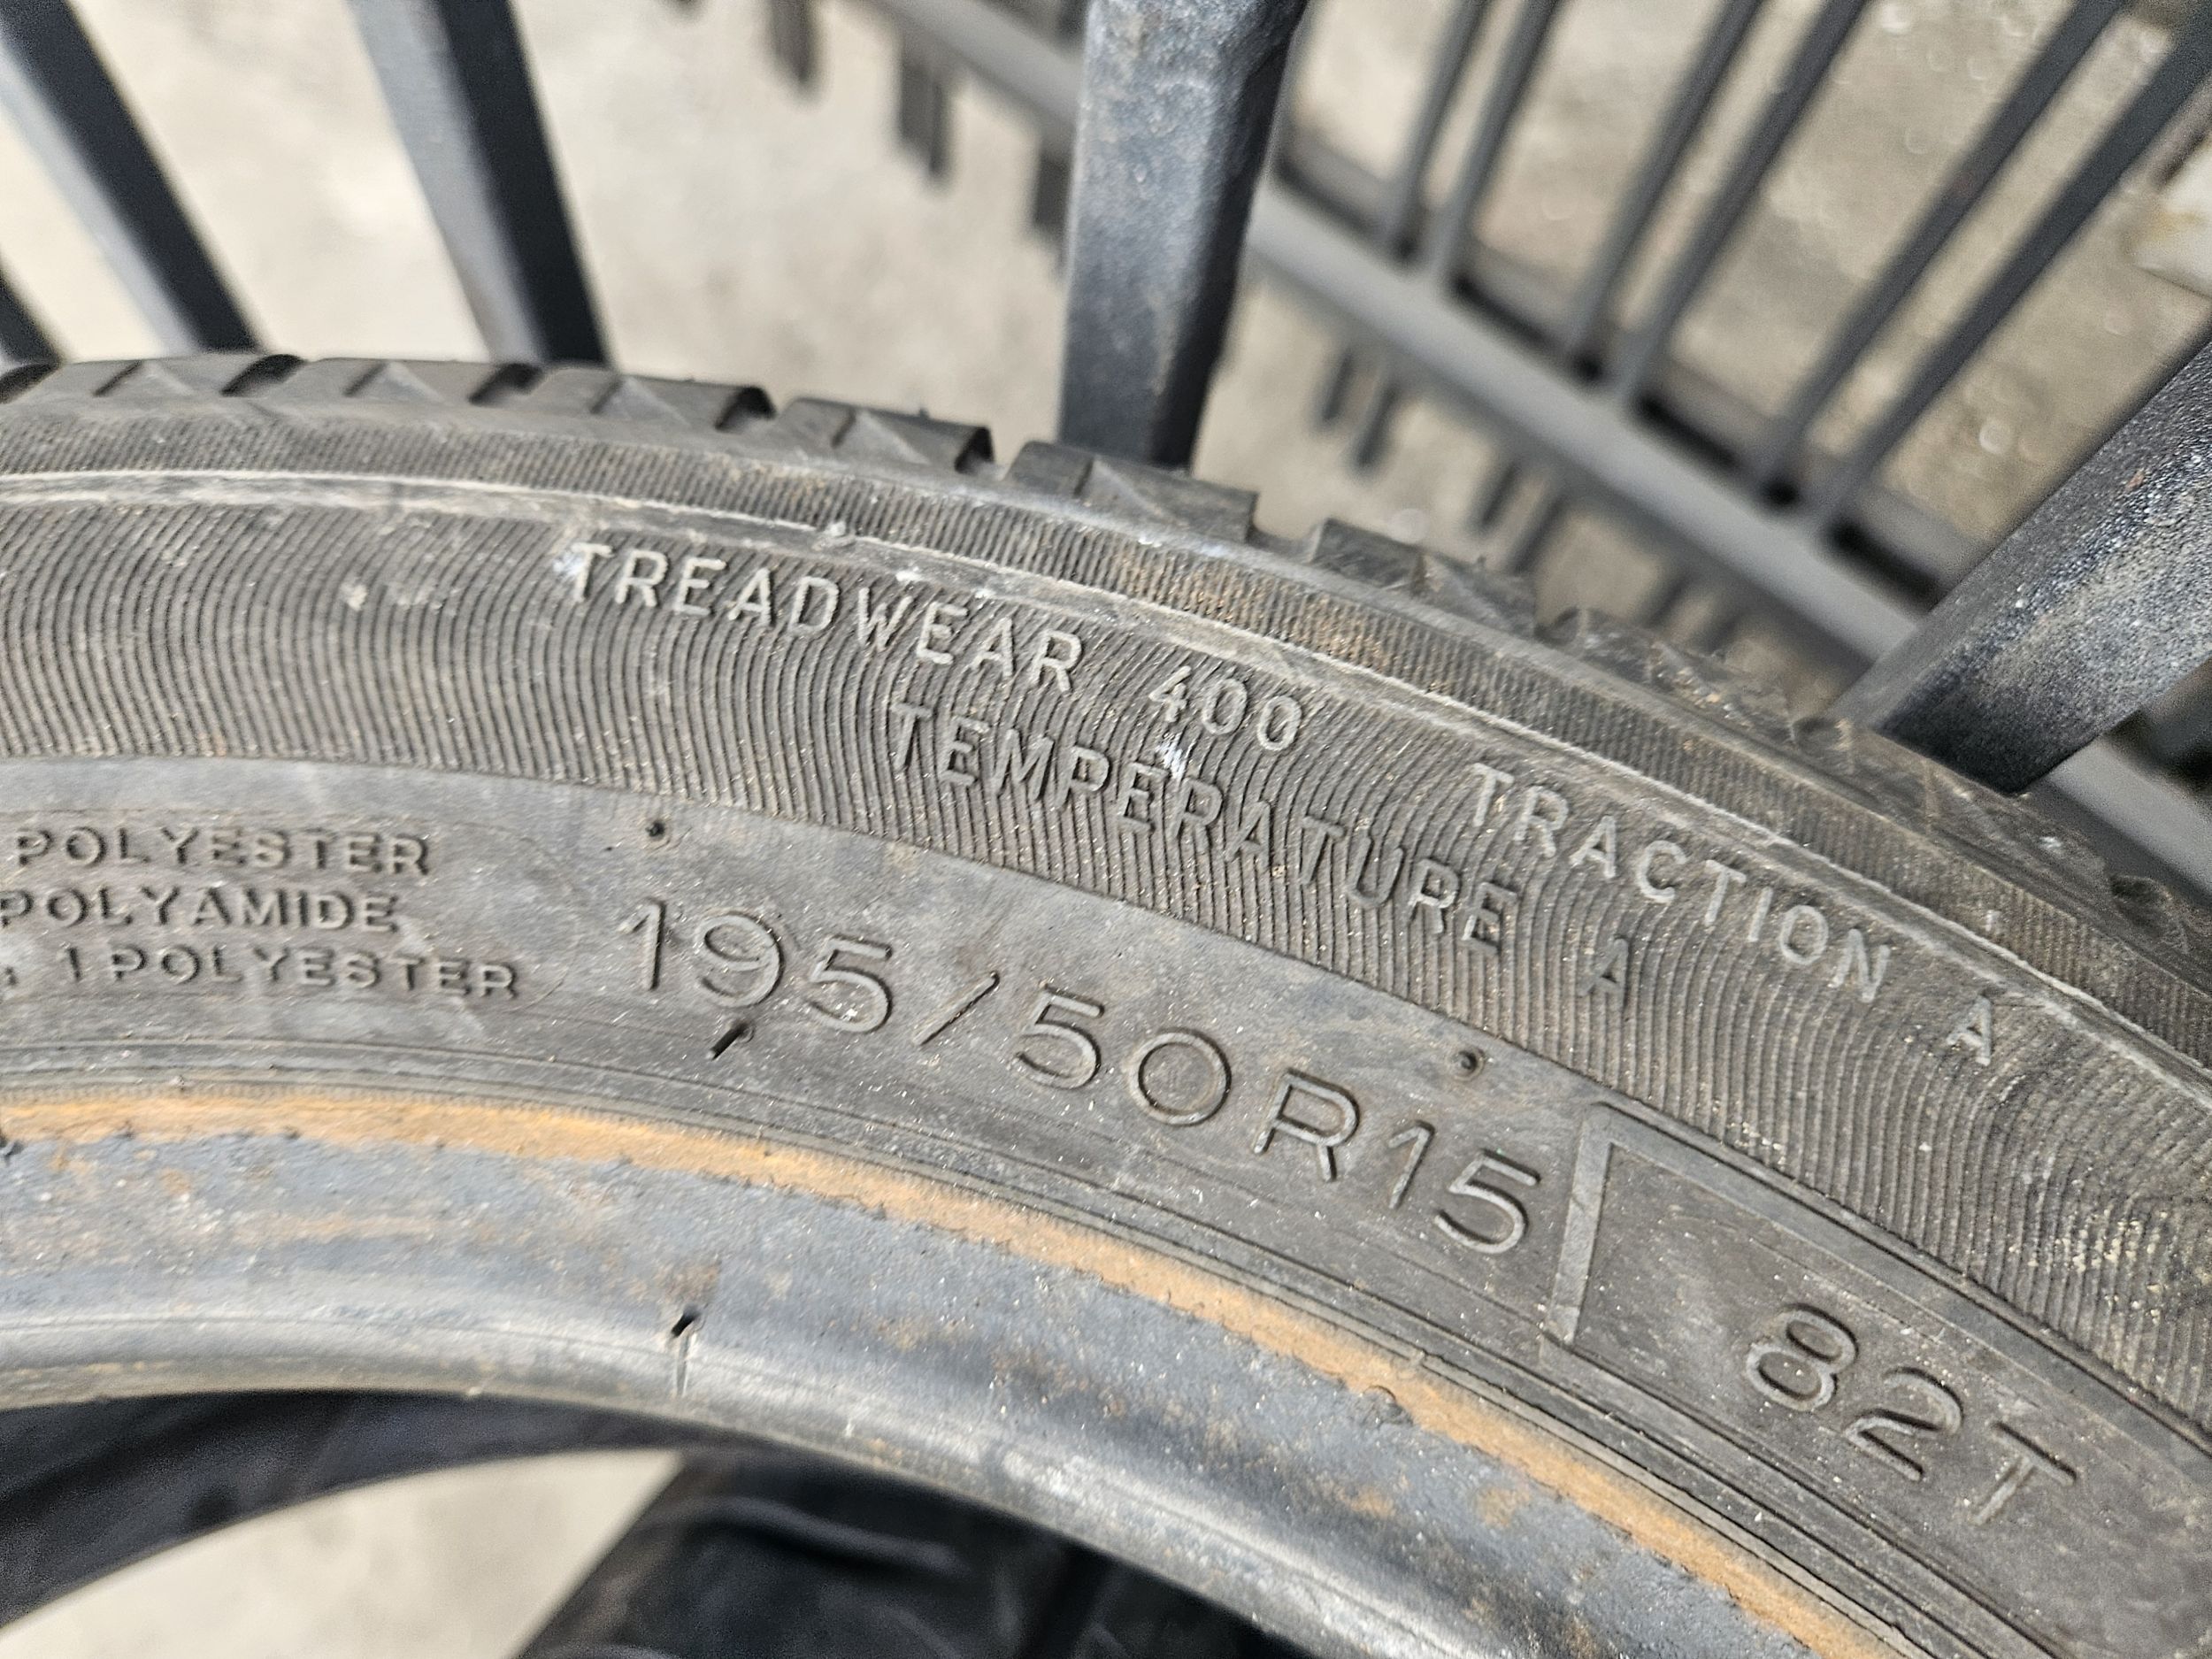 TREADWEAR 400 TRACTION A
TEMPERATURE A
POLYESTER
POLYAMIDE
1 POLYESTER
195/50R15 82T